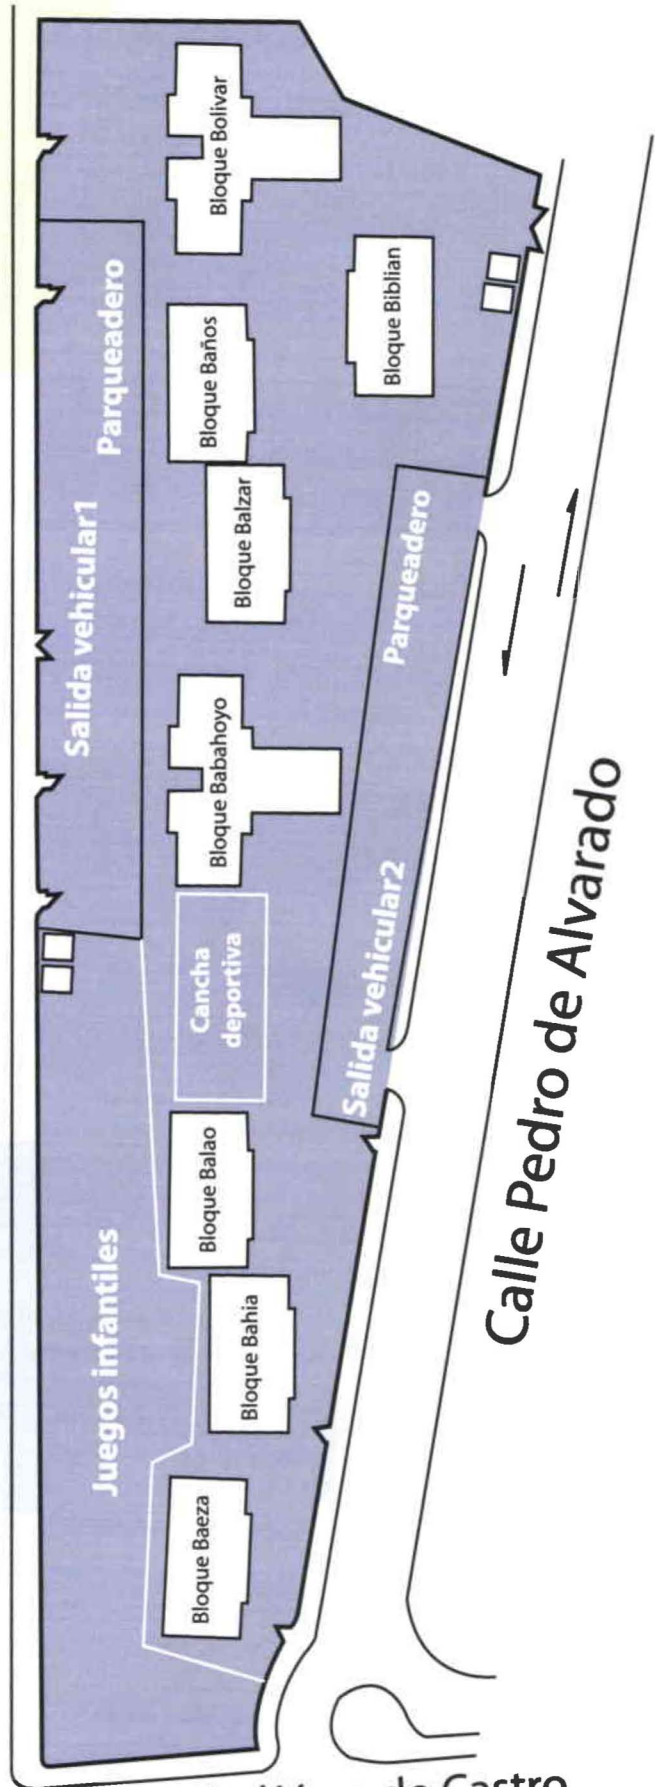 Bloque Bolivar
Parqueadero
Salida vehicular1
Bloque Baños
Bloque Biblian
Bloque Balzar
Parqueadero
Bloque Babahoyo
Salida vehicular2
Cancha
deportiva
Bloque Balao
Calle Pedro de Alvarado
Juegos infantiles
Bloque Bahia
Bloque Baeza
de Castro